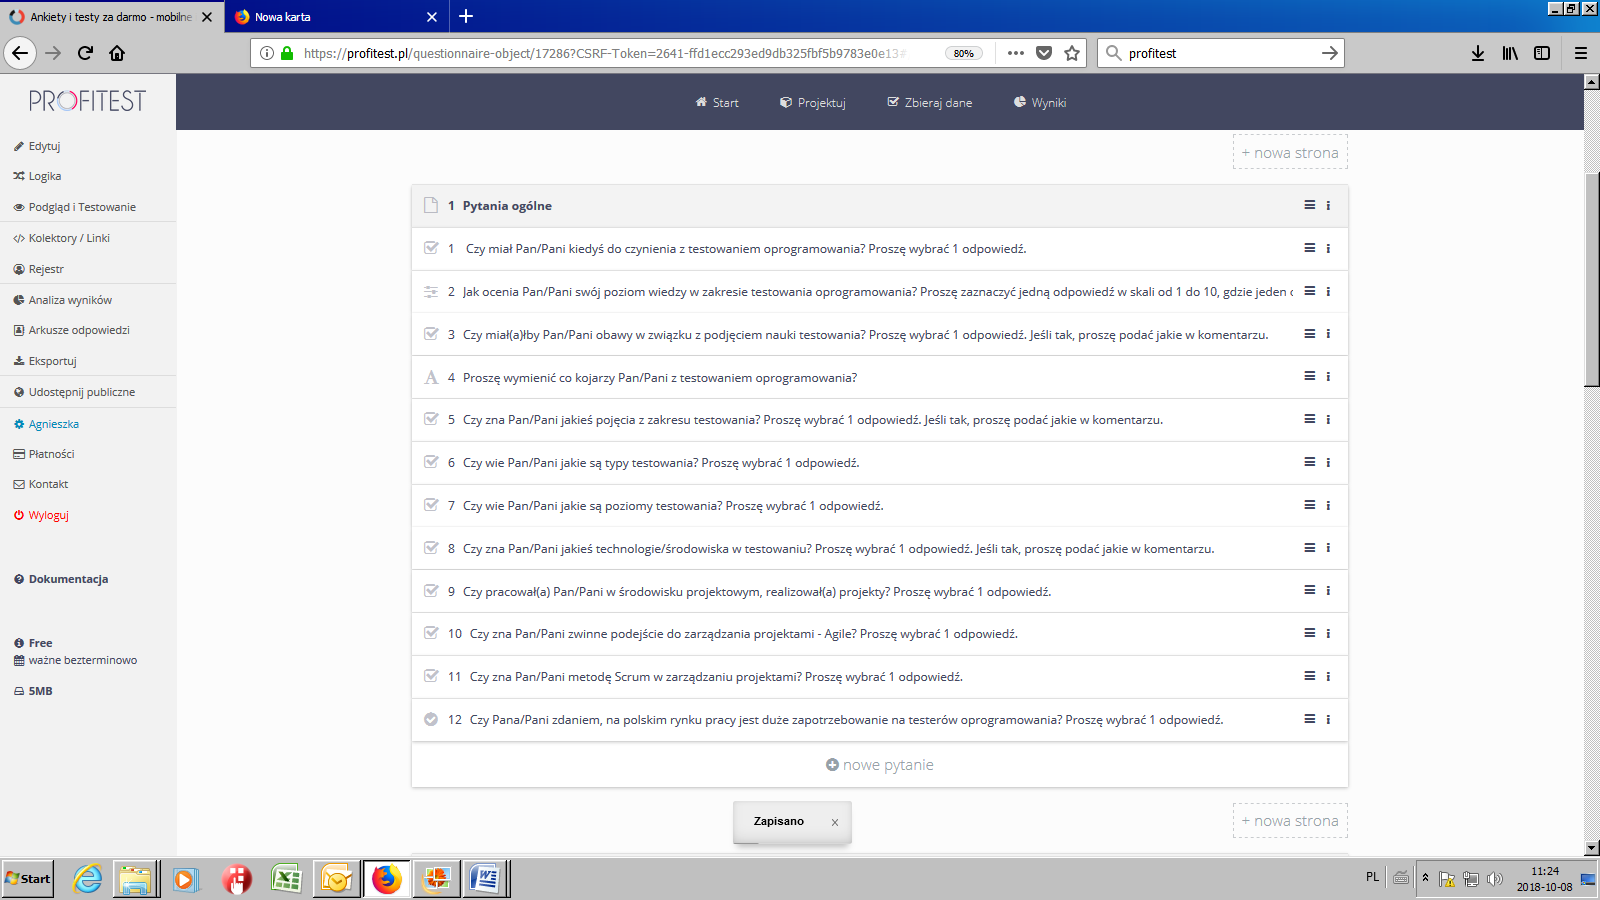 Ankiety i testy za darmo - mobilne
Nowa karta
https://profitest.pl/questionnaire-object/17286?CSRF-Token=2641-ffd1ecc293ed9db325fbf5b9783e0e13#
80%
profitest
PROFITEST
Start
Projektuj
Zbieraj dane
Wyniki
Edytuj
Logika
Podgląd i Testowanie
Kolektory / Linki
Rejestr
Analiza wyników
Arkusze odpowiedzi
Eksportuj
Udostępnij publiczne
Agnieszka
Płatności
Kontakt
Wyloguj
Dokumentacja
Free
ważne bezterminowo
5MB
+ nowa strona
1 Pytania ogólne
1 Czy miał Pan/Pani kiedyś do czynienia z testowaniem oprogramowania? Proszę wybrać 1 odpowiedź.
2 Jak ocenia Pan/Pani swój poziom wiedzy w zakresie testowania oprogramowania? Proszę zaznaczyć jedną odpowiedź w skali od 1 do 10, gdzie jeden
3 Czy miał(a)łby Pan/Pani obawy w związku z podjęciem nauki testowania? Proszę wybrać 1 odpowiedź. Jeśli tak, proszę podać jakie w komentarzu.
4 Proszę wymienić co kojarzy Pan/Pani z testowaniem oprogramowania?
5 Czy zna Pan/Pani jakieś pojęcia z zakresu testowania? Proszę wybrać 1 odpowiedź. Jeśli tak, proszę podać jakie w komentarzu.
6 Czy wie Pan/Pani jakie są typy testowania? Proszę wybrać 1 odpowiedź.
7 Czy wie Pan/Pani jakie są poziomy testowania? Proszę wybrać 1 odpowiedź.
8 Czy zna Pan/Pani jakieś technologie/środowiska w testowaniu? Proszę wybrać 1 odpowiedź. Jeśli tak, proszę podać jakie w komentarzu.
9 Czy pracował(a) Pan/Pani w środowisku projektowym, realizował(a) projekty? Proszę wybrać 1 odpowiedź.
10 Czy zna Pan/Pani zwinne podejście do zarządzania projektami - Agile? Proszę wybrać 1 odpowiedź.
11 Czy zna Pan/Pani metodę Scrum w zarządzaniu projektami? Proszę wybrać 1 odpowiedź.
12 Czy Pana/Pani zdaniem, na polskim rynku pracy jest duże zapotrzebowanie na testerów oprogramowania? Proszę wybrać 1 odpowiedź.
nowe pytanie
Zapisano x
+ nowa strona
Start
PL
11:24
2018-10-08